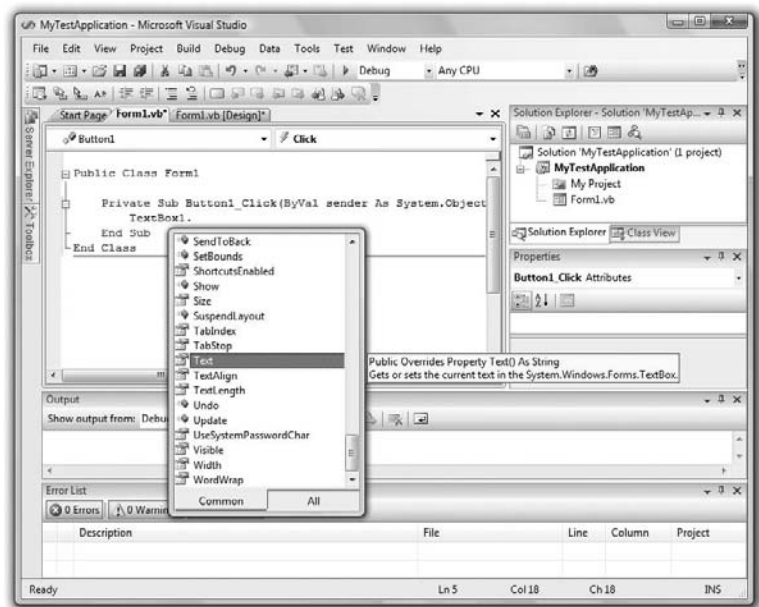 MyTestApplication - Microsoft Visual Studio
File Edit View Project Build Debug Data Tools Test Window Help
Debug Any CPU
Start Page Form1.vb* Form1.vb [Design]*
Server Explorer Toolbox
Button1 Click
Public Class Form1
Private Sub Button1_Click(ByVal sender As System.Object
TextBox1.
End Sub
End Class
SendToBack
SetBounds
ShortcutsEnabled
Show
Size
SuspendLayout
TabIndex
TabStop
Text
TextAlign
TextLength
Undo
Update
UseSystemPasswordChar
Visible
Width
WordWrap
Common All
Public Overrides Property Text() As String
Gets or sets the current text in the System.Windows.Forms.TextBox.
Solution Explorer - Solution 'MyTestAp...
Solution 'MyTestApplication' (1 project)
MyTestApplication
My Project
Form1.vb
Solution Explorer Class View
Properties
Button1_Click Attributes
Output
Show output from: Debu
Error List
0 Errors 0 Warnin
Description File Line Column Project
Ready Ln 5 Col 18 Ch 18 INS